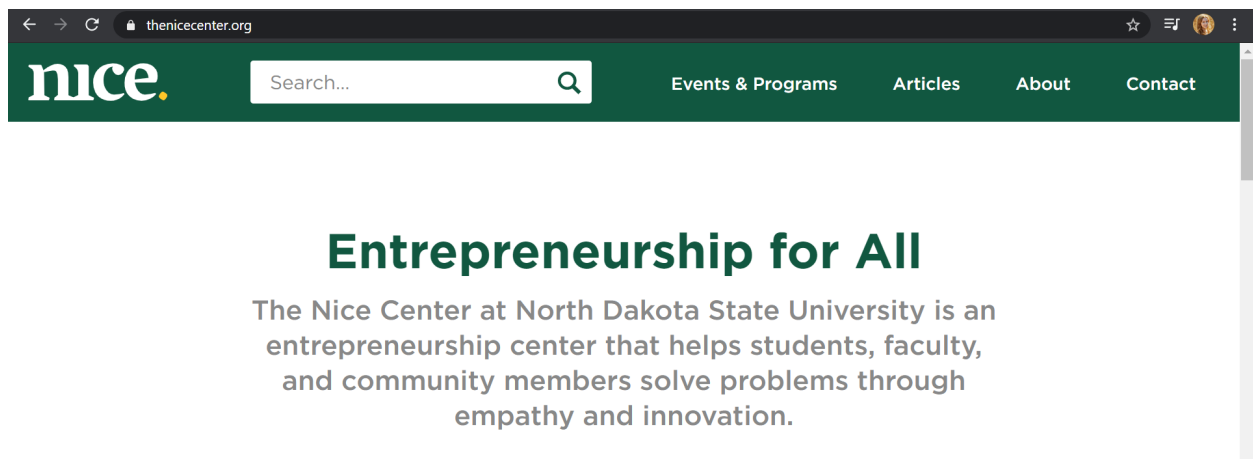 thenicecenter.org
nice. Search... Events & Programs Articles About Contact
Entrepreneurship for All
The Nice Center at North Dakota State University is an
entrepreneurship center that helps students, faculty,
and community members solve problems through
empathy and innovation.